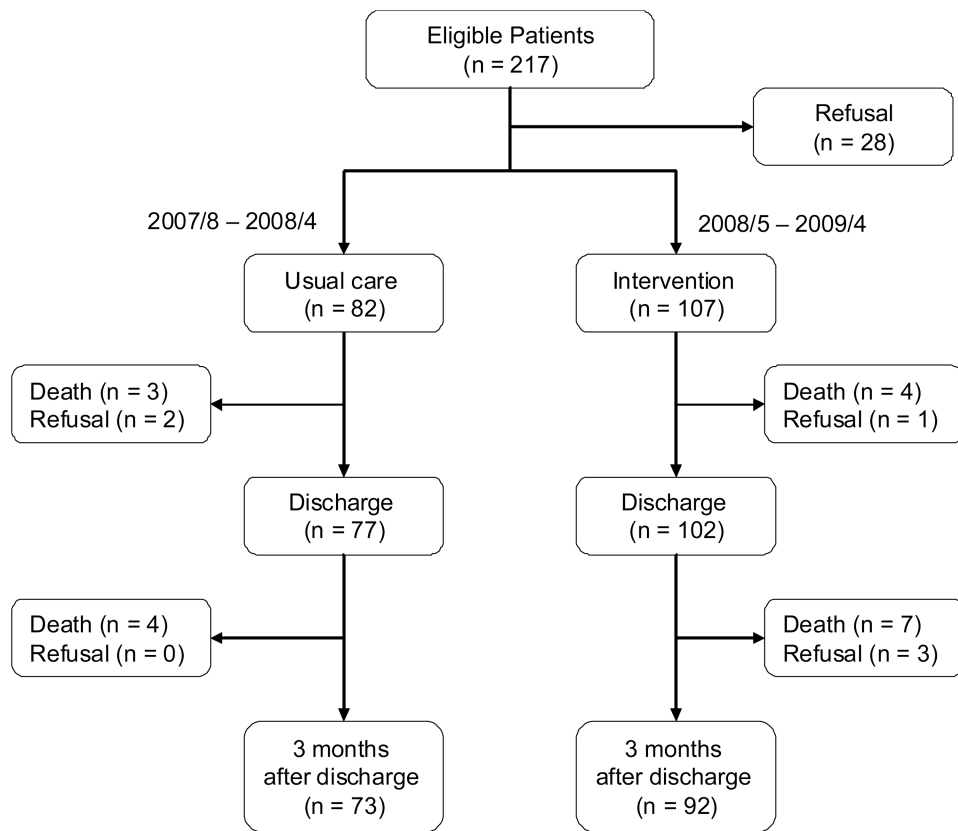 Eligible Patients
(n = 217)
Refusal
(n = 28)
2007/8 – 2008/4
2008/5 – 2009/4
Usual care
(n = 82)
Intervention
(n = 107)
Death (n = 3)
Refusal (n = 2)
Death (n = 4)
Refusal (n = 1)
Discharge
(n = 77)
Discharge
(n = 102)
Death (n = 4)
Refusal (n = 0)
Death (n = 7)
Refusal (n = 3)
3 months
after discharge
(n = 73)
3 months
after discharge
(n = 92)